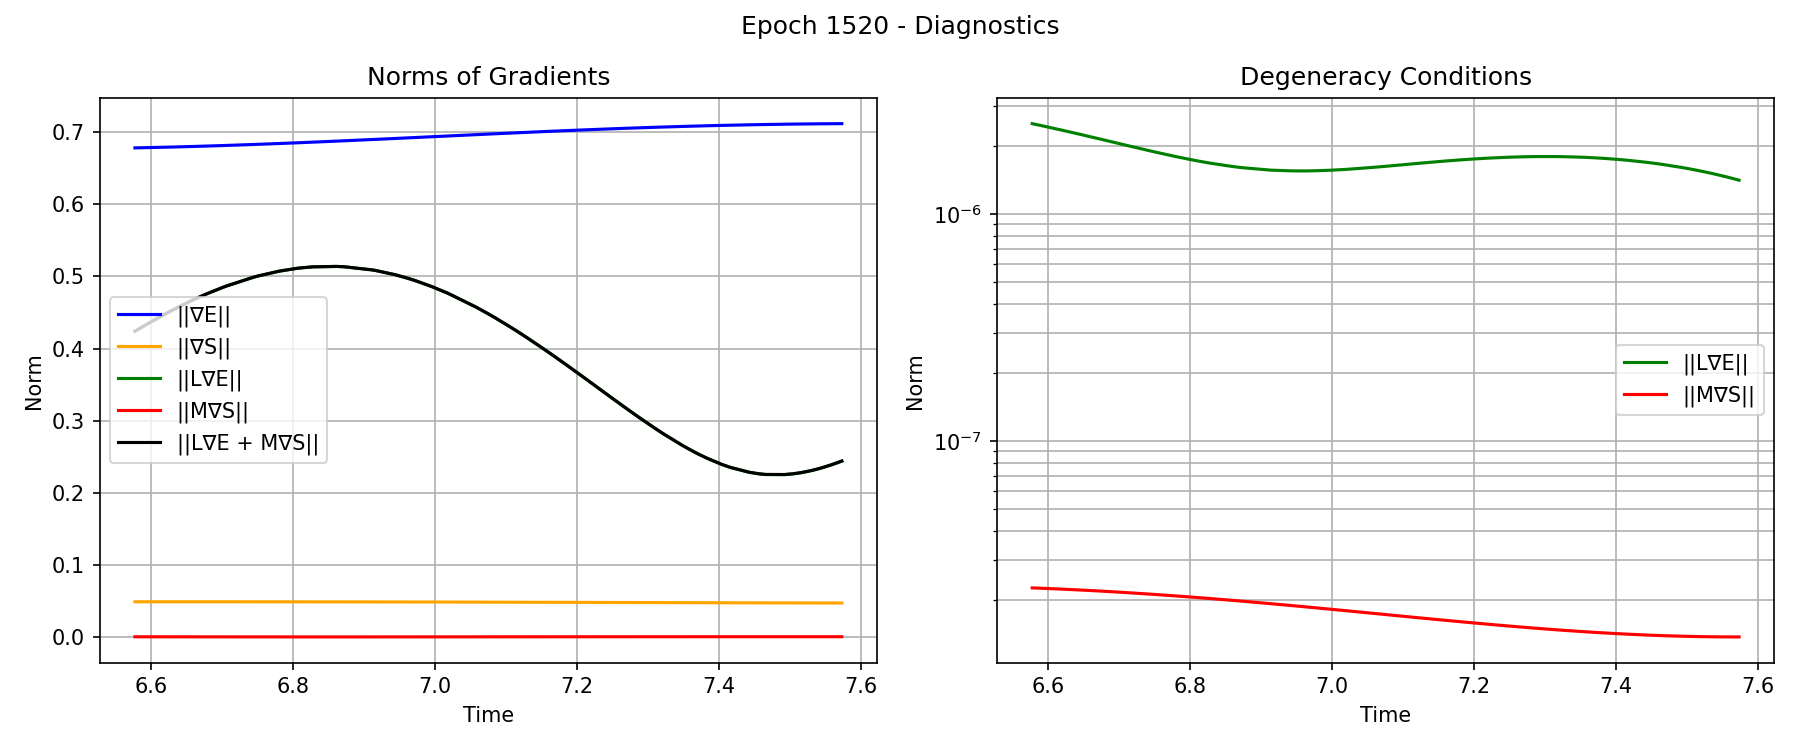 Epoch 1520 - Diagnostics
Norms of Gradients
Norm
0.7
0.6
0.5
0.4
0.3
0.2
0.1
0.0
||∇E||
||∇S||
||L∇E||
||M∇S||
||L∇E + M∇S||
6.6 6.8 7.0 7.2 7.4 7.6
Time
Degeneracy Conditions
Norm
10⁻⁶
10⁻⁷
||L∇E||
||M∇S||
6.6 6.8 7.0 7.2 7.4 7.6
Time